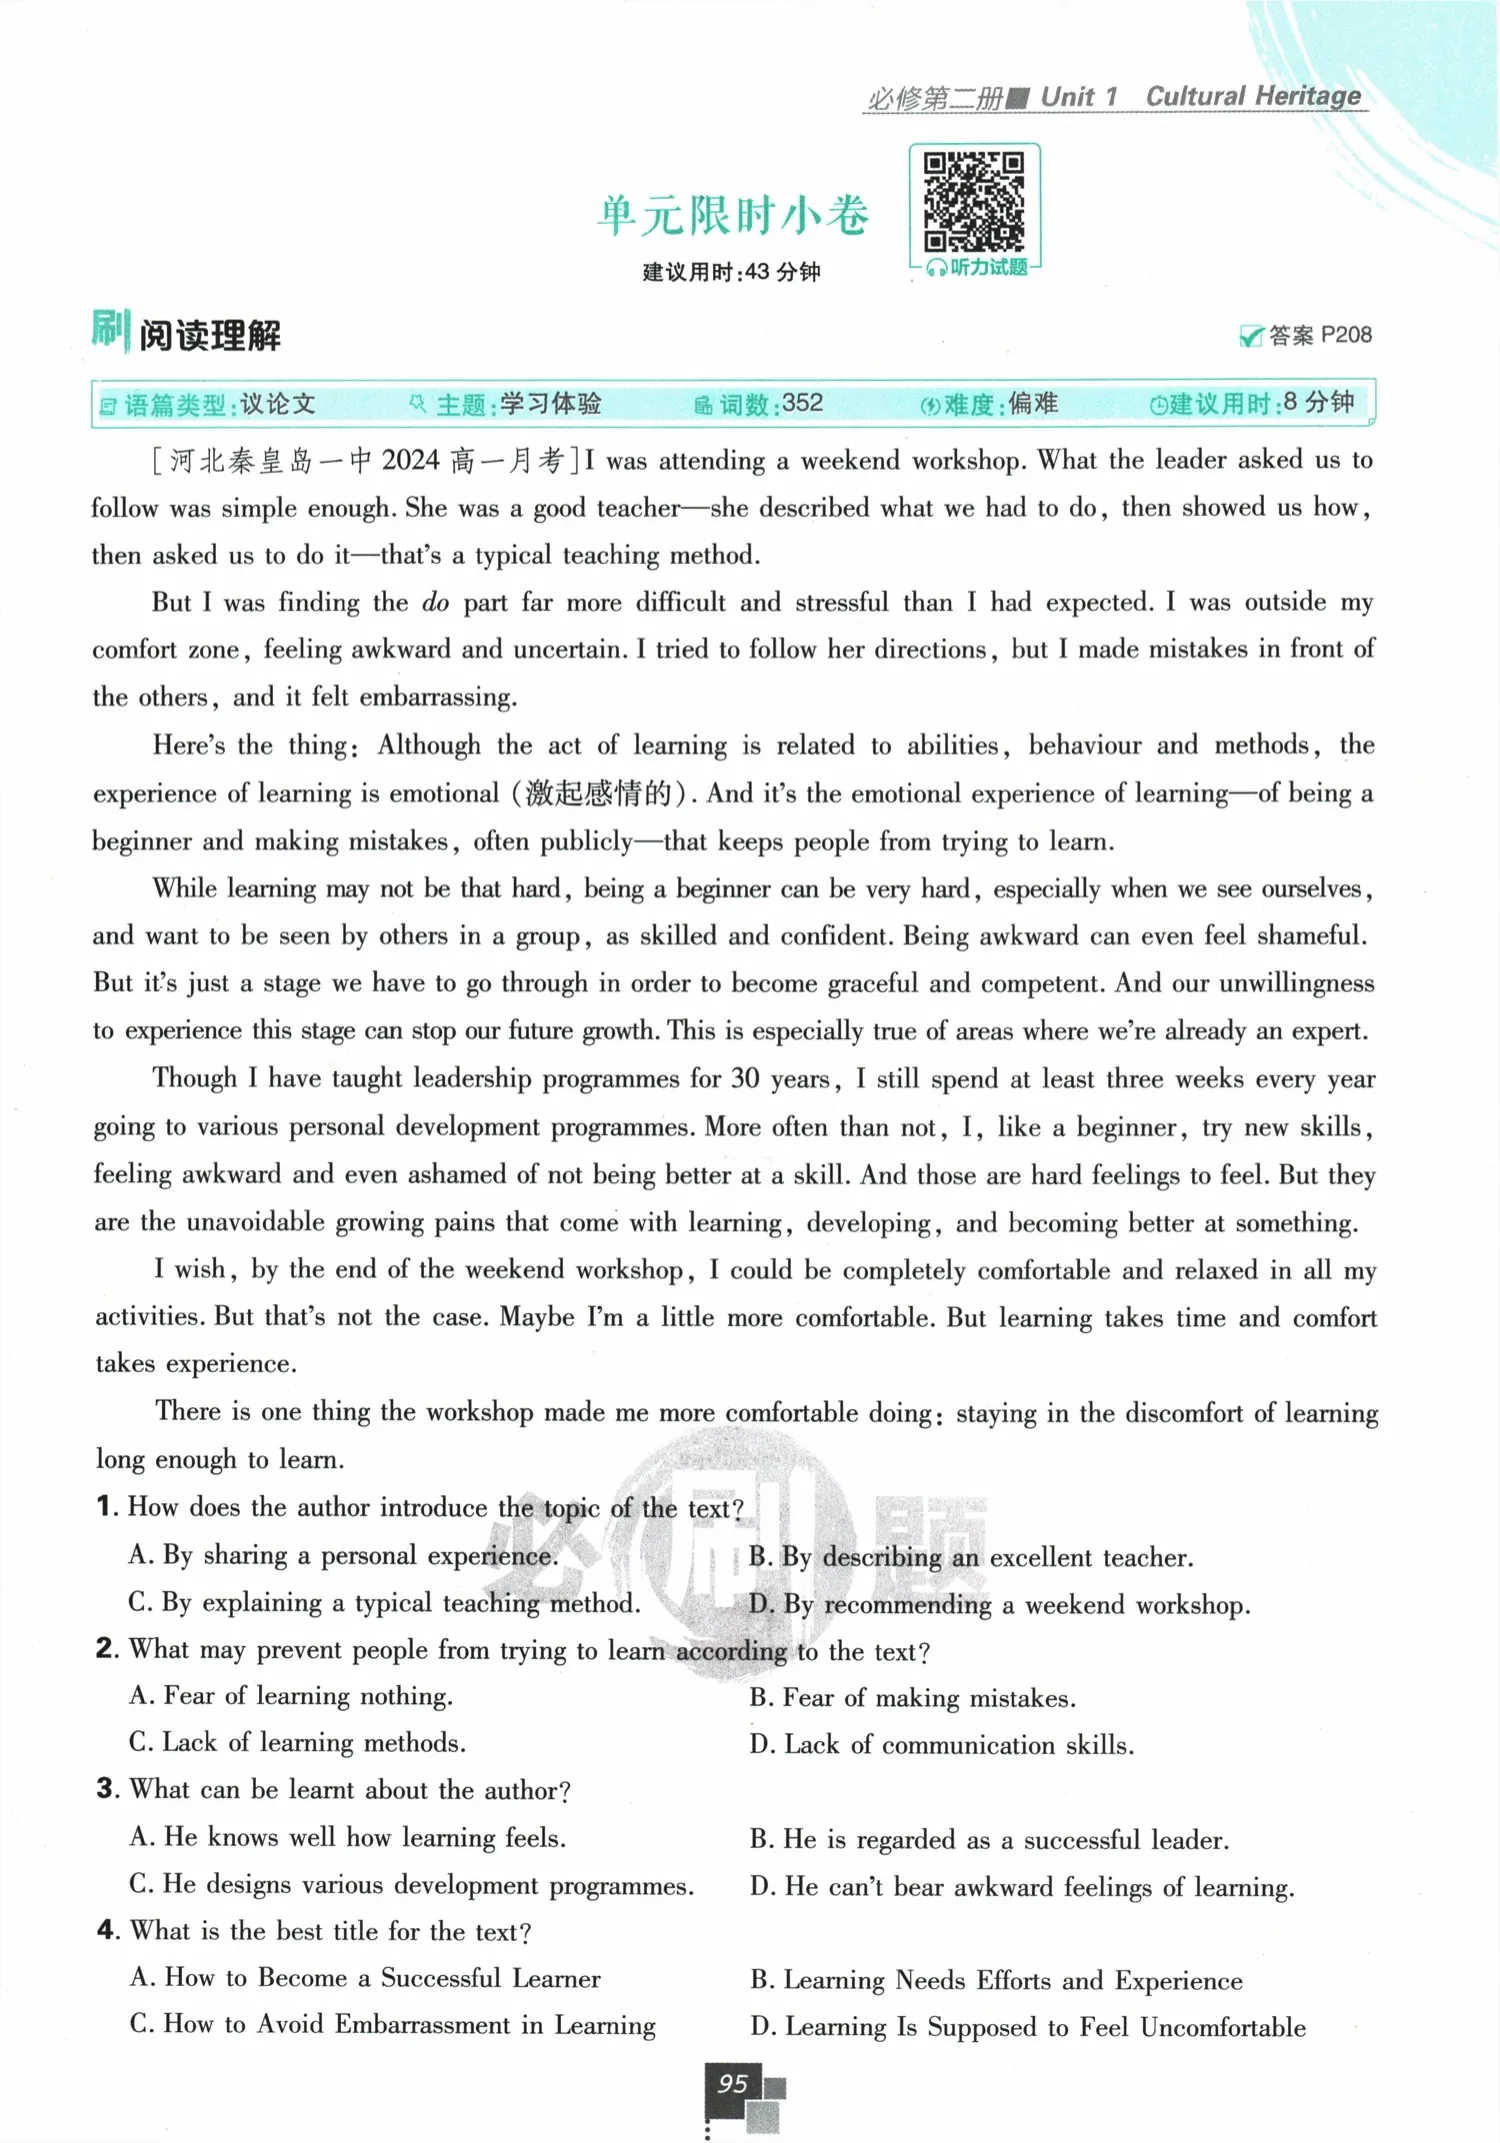 必修第二册 Unit 1 Cultural Heritage
单元限时小卷
建议用时:43 分钟
听力试题
刷 阅读理解
答案 P208
语篇类型:议论文 主题:学习体验 词数:352 难度:偏难 建议用时:8 分钟
[河北秦皇岛一中 2024 高一月考]I was attending a weekend workshop. What the leader asked us to
follow was simple enough. She was a good teacher—she described what we had to do, then showed us how,
then asked us to do it—that's a typical teaching method.
But I was finding the do part far more difficult and stressful than I had expected. I was outside my
comfort zone, feeling awkward and uncertain. I tried to follow her directions, but I made mistakes in front of
the others, and it felt embarrassing.
Here's the thing: Although the act of learning is related to abilities, behaviour and methods, the
experience of learning is emotional (激起感情的). And it's the emotional experience of learning—of being a
beginner and making mistakes, often publicly—that keeps people from trying to learn.
While learning may not be that hard, being a beginner can be very hard, especially when we see ourselves,
and want to be seen by others in a group, as skilled and confident. Being awkward can even feel shameful.
But it's just a stage we have to go through in order to become graceful and competent. And our unwillingness
to experience this stage can stop our future growth. This is especially true of areas where we're already an expert.
Though I have taught leadership programmes for 30 years, I still spend at least three weeks every year
going to various personal development programmes. More often than not, I, like a beginner, try new skills,
feeling awkward and even ashamed of not being better at a skill. And those are hard feelings to feel. But they
are the unavoidable growing pains that come with learning, developing, and becoming better at something.
I wish, by the end of the weekend workshop, I could be completely comfortable and relaxed in all my
activities. But that's not the case. Maybe I'm a little more comfortable. But learning takes time and comfort
takes experience.
There is one thing the workshop made me more comfortable doing: staying in the discomfort of learning
long enough to learn.
1. How does the author introduce the topic of the text?
A. By sharing a personal experience. B. By describing an excellent teacher.
C. By explaining a typical teaching method. D. By recommending a weekend workshop.
2. What may prevent people from trying to learn according to the text?
A. Fear of learning nothing. B. Fear of making mistakes.
C. Lack of learning methods. D. Lack of communication skills.
3. What can be learnt about the author?
A. He knows well how learning feels. B. He is regarded as a successful leader.
C. He designs various development programmes. D. He can't bear awkward feelings of learning.
4. What is the best title for the text?
A. How to Become a Successful Learner B. Learning Needs Efforts and Experience
C. How to Avoid Embarrassment in Learning D. Learning Is Supposed to Feel Uncomfortable
必刷题
95